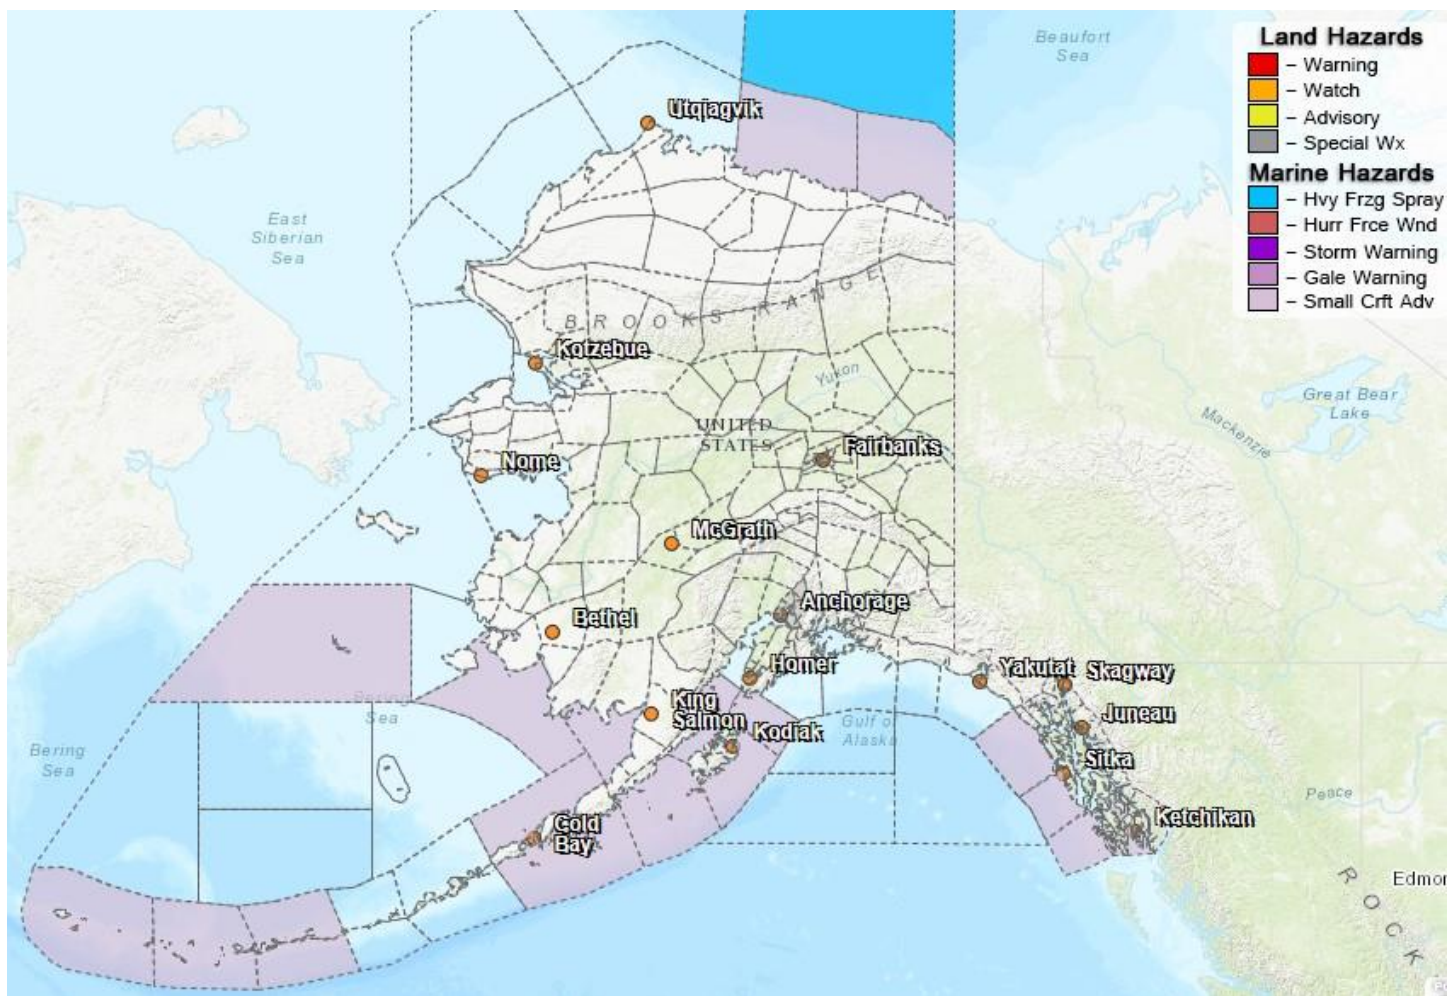 Beaufort
Sea
Land Hazards
– Warning
– Watch
– Advisory
– Special Wx
Marine Hazards
– Hvy Frzg Spray
– Hurr Frce Wnd
– Storm Warning
– Gale Warning
– Small Crft Adv
Utqiagvik
East
Siberian
Sea
BROOKS RANGE
Kotzebue
Yukon
Great Bear
Lake
Mackenzie
UNITED
STATES
Fairbanks
Nome
McGrath
Anchorage
Bethel
Homer
Yakutat
Skagway
King
Salmon
Bering
Sea
Kodiak
Gulf of
Alaska
Juneau
Sitka
Bering
Sea
Peace
Ketchikan
Cold
Bay
Edmor
ROCK